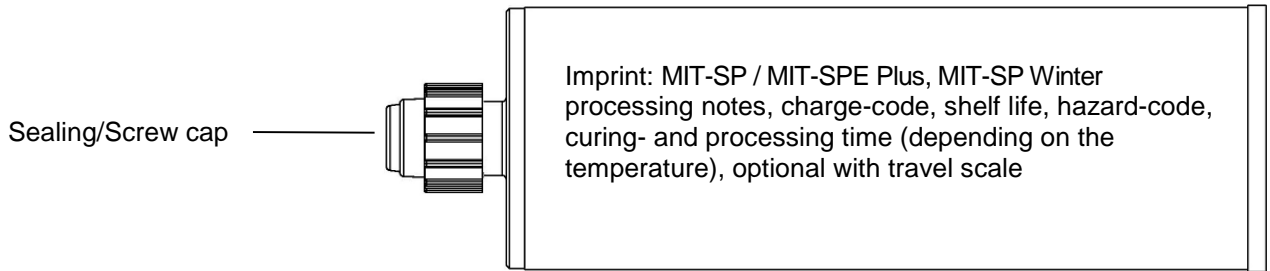 Imprint: MIT-SP / MIT-SPE Plus, MIT-SP Winter
processing notes, charge-code, shelf life, hazard-code,
curing- and processing time (depending on the
temperature), optional with travel scale
Sealing/Screw cap